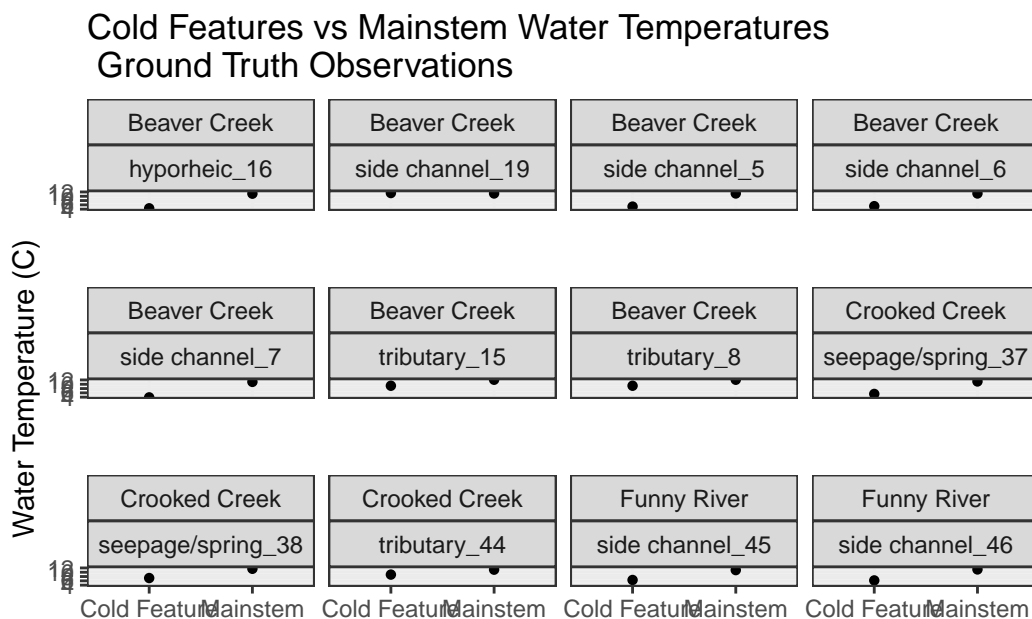 Cold Features vs Mainstem Water Temperatures
Ground Truth Observations
Beaver Creek Beaver Creek Beaver Creek Beaver Creek
hyporheic_16 side channel_19 side channel_5 side channel_6
Water Temperature (C)
Beaver Creek Beaver Creek Beaver Creek Crooked Creek
side channel_7 tributary_15 tributary_8 seepage/spring_37
Crooked Creek Crooked Creek Funny River Funny River
seepage/spring_38 tributary_44 side channel_45 side channel_46
Cold Feature Mainstem Cold Feature Mainstem Cold Feature Mainstem Cold Feature Mainstem